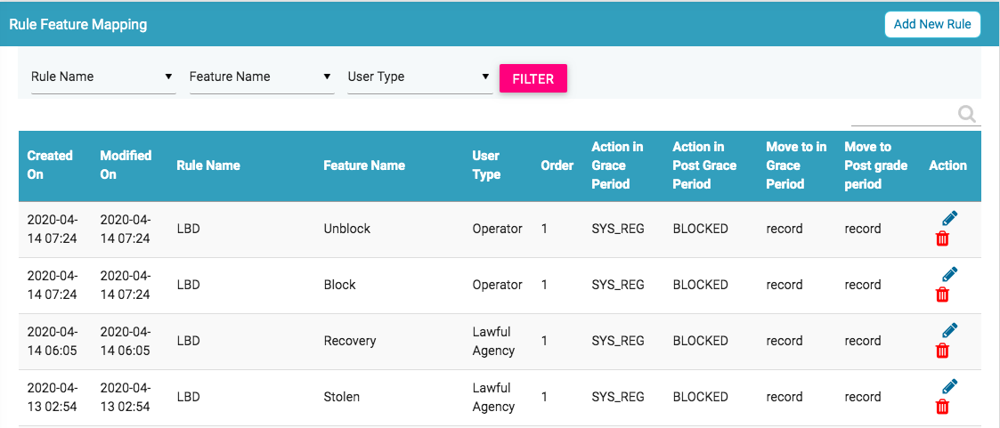 Rule Feature Mapping
Add New Rule
Rule Name
Feature Name
User Type
FILTER
Created On
Modified On
Rule Name
Feature Name
User Type
Order
Action in Grace Period
Action in Post Grace Period
Move to in Grace Period
Move to Post grade period
Action
2020-04-14 07:24 2020-04-14 07:24 LBD Unblock Operator 1 SYS_REG BLOCKED record record
2020-04-14 07:24 2020-04-14 07:24 LBD Block Operator 1 SYS_REG BLOCKED record record
2020-04-14 06:05 2020-04-14 06:05 LBD Recovery Lawful Agency 1 SYS_REG BLOCKED record record
2020-04-13 02:54 2020-04-13 02:54 LBD Stolen Lawful Agency 1 SYS_REG BLOCKED record record